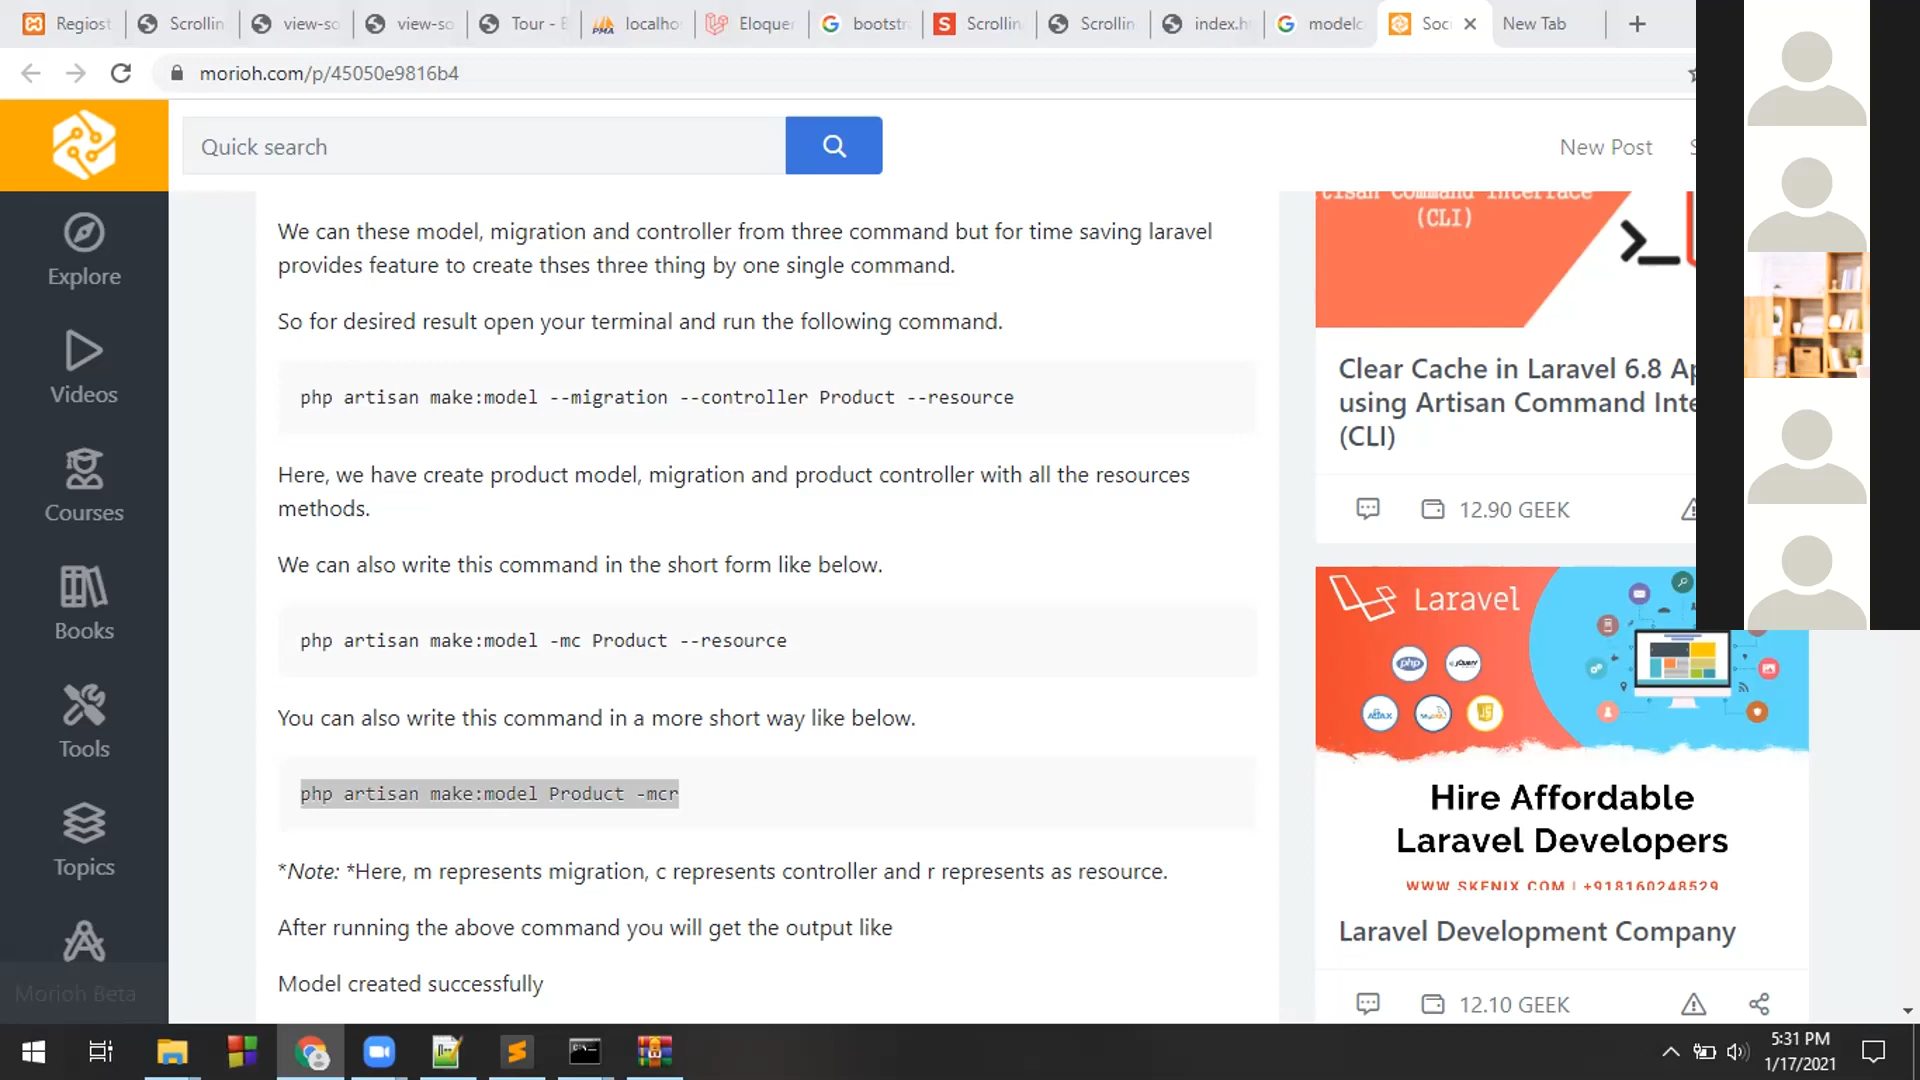 Regiost
Scrollin
view-so
view-so
Tour - E
localho
Eloquer
bootstr
Scrollin
Scrollin
index.h
modelc
Soci
New Tab
morioh.com/p/45050e9816b4
Quick search
New Post
Explore
Videos
Courses
Books
Tools
Topics
Morioh Beta
We can these model, migration and controller from three command but for time saving laravel
provides feature to create thses three thing by one single command.
So for desired result open your terminal and run the following command.
php artisan make:model --migration --controller Product --resource
Here, we have create product model, migration and product controller with all the resources
methods.
We can also write this command in the short form like below.
php artisan make:model -mc Product --resource
You can also write this command in a more short way like below.
php artisan make:model Product -mcr
*Note: *Here, m represents migration, c represents controller and r represents as resource.
After running the above command you will get the output like
Model created successfully
(CLI)
Clear Cache in Laravel 6.8 Ap
using Artisan Command Inte
(CLI)
12.90 GEEK
Laravel
php
jQuery
AJAX
Hire Affordable
Laravel Developers
WWW.SKENIX.COM | +918160248529
Laravel Development Company
12.10 GEEK
5:31 PM
1/17/2021